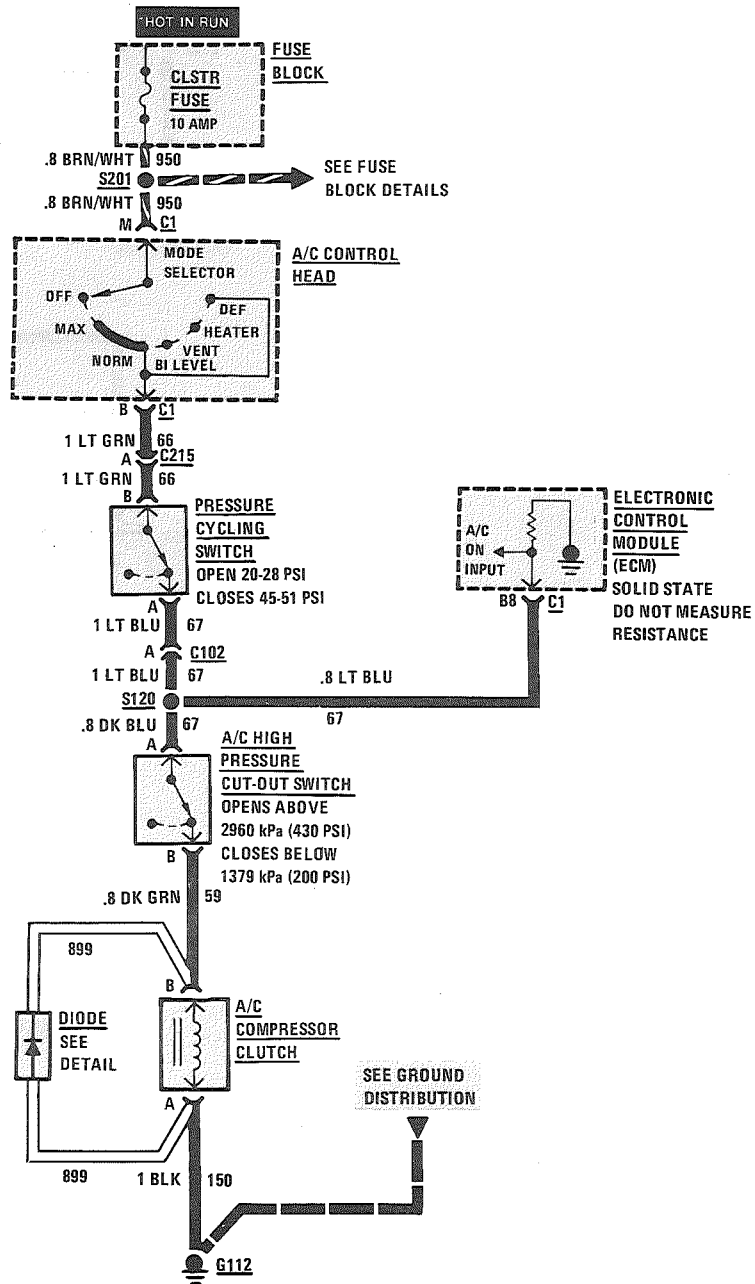 *HOT IN RUN
FUSE
BLOCK
CLSTR
FUSE
10 AMP
.8 BRN/WHT 950
S201
SEE FUSE
BLOCK DETAILS
.8 BRN/WHT 950
M C1
A/C CONTROL
HEAD
MODE
SELECTOR
OFF
DEF
MAX
HEATER
NORM
VENT
BI LEVEL
B C1
1 LT GRN 66
A C215
1 LT GRN 66
B
PRESSURE
CYCLING
SWITCH
OPEN 20-28 PSI
CLOSES 45-51 PSI
ELECTRONIC
CONTROL
MODULE
(ECM)
SOLID STATE
DO NOT MEASURE
RESISTANCE
A/C
ON
INPUT
B8 C1
A
1 LT BLU 67
A C102
1 LT BLU 67
.8 LT BLU
S120
67
.8 DK BLU 67
A
A/C HIGH
PRESSURE
CUT-OUT SWITCH
OPENS ABOVE
2960 kPa (430 PSI)
CLOSES BELOW
1379 kPa (200 PSI)
B
.8 DK GRN 59
899
B
A/C
COMPRESSOR
CLUTCH
DIODE
SEE
DETAIL
A
SEE GROUND
DISTRIBUTION
899
1 BLK 150
G112